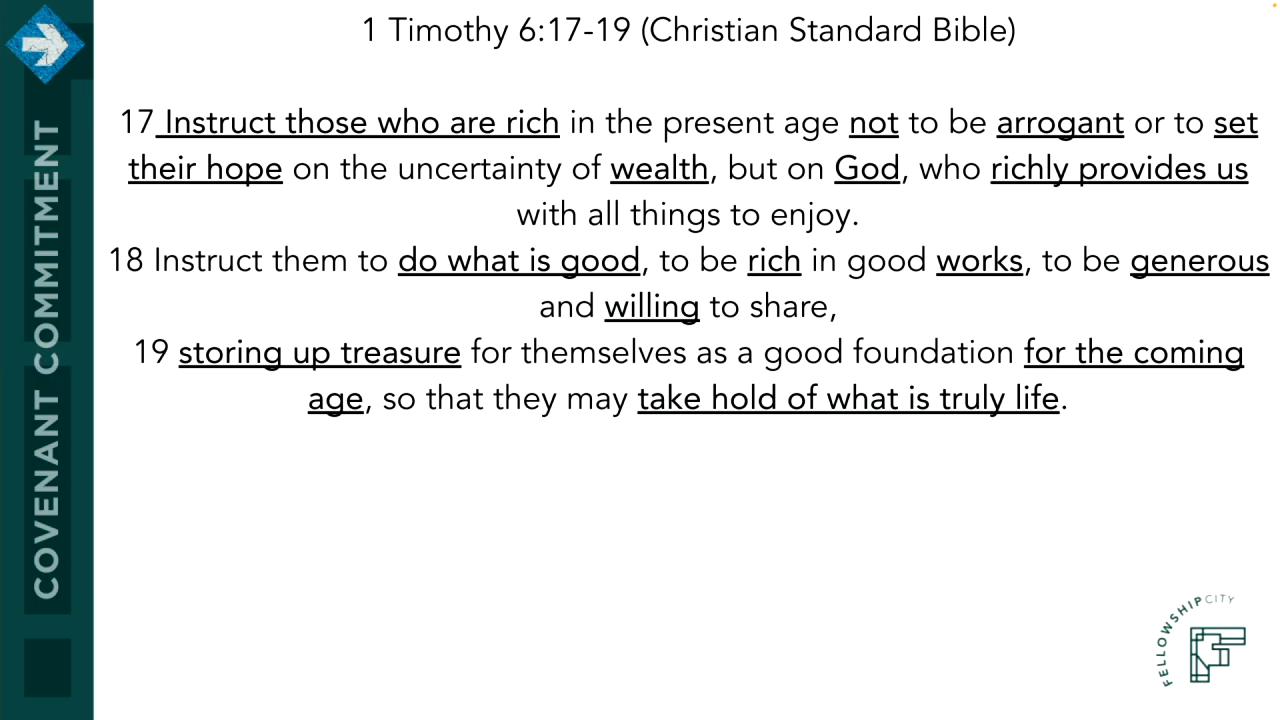 COVENANT COMMITMENT
1 Timothy 6:17-19 (Christian Standard Bible)
17 Instruct those who are rich in the present age not to be arrogant or to set
their hope on the uncertainty of wealth, but on God, who richly provides us
with all things to enjoy.
18 Instruct them to do what is good, to be rich in good works, to be generous
and willing to share,
19 storing up treasure for themselves as a good foundation for the coming
age, so that they may take hold of what is truly life.
FELLOWSHIPCITY